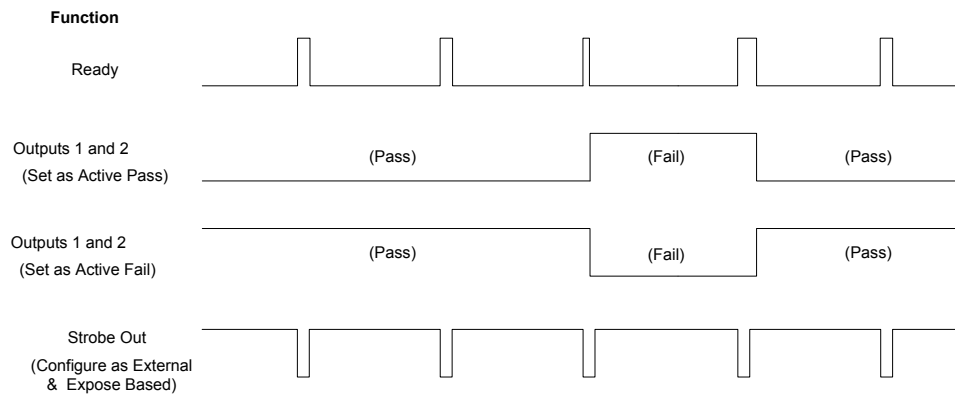 Function
Ready
Outputs 1 and 2
(Set as Active Pass)
(Pass)
(Fail)
(Pass)
Outputs 1 and 2
(Set as Active Fail)
(Pass)
(Fail)
(Pass)
Strobe Out
(Configure as External
& Expose Based)